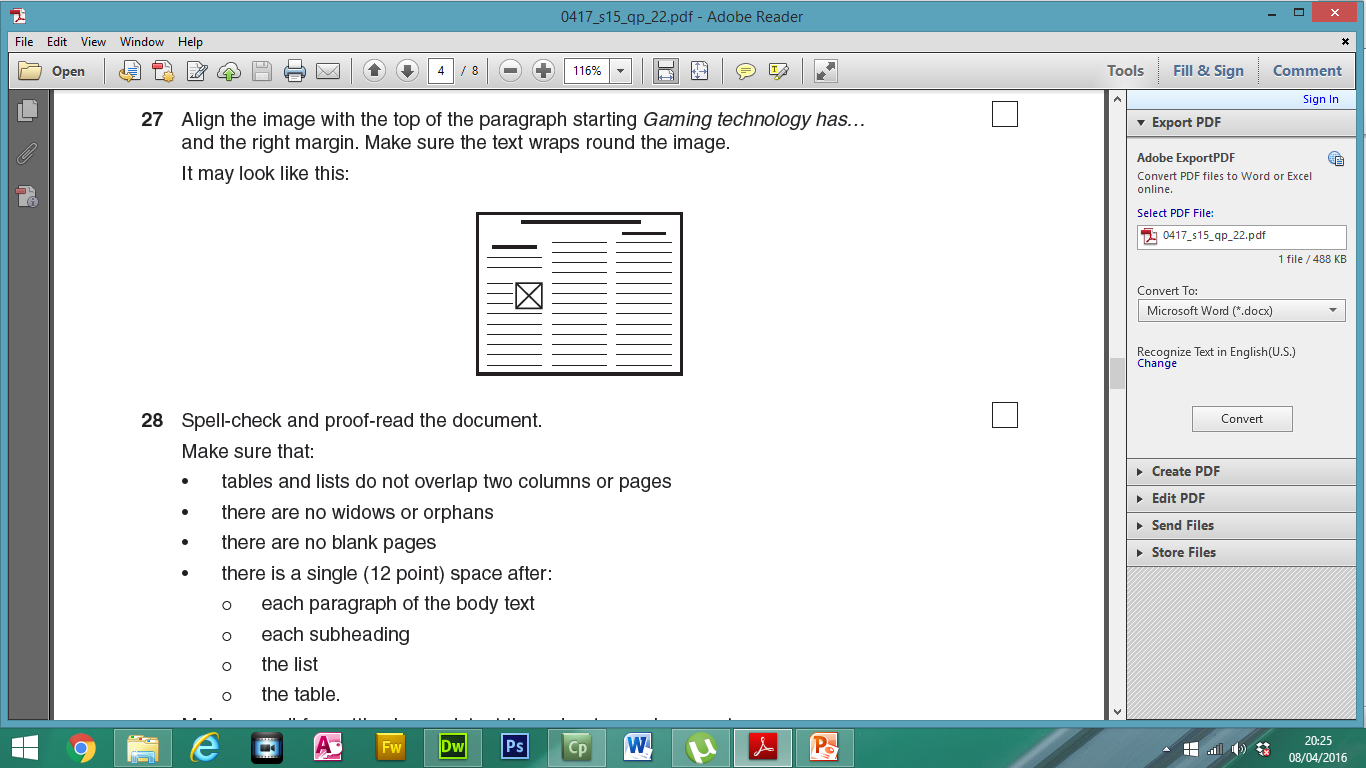 0417_s15_qp_22.pdf - Adobe Reader
File Edit View Window Help
Open 4 / 8 116% Tools Fill & Sign Comment
Sign In
27 Align the image with the top of the paragraph starting Gaming technology has…
and the right margin. Make sure the text wraps round the image.
It may look like this:
28 Spell-check and proof-read the document.
Make sure that:
• tables and lists do not overlap two columns or pages
• there are no widows or orphans
• there are no blank pages
• there is a single (12 point) space after:
o each paragraph of the body text
o each subheading
o the list
o the table.
Export PDF
Adobe ExportPDF
Convert PDF files to Word or Excel
online.
Select PDF File:
0417_s15_qp_22.pdf
1 file / 488 KB
Convert To:
Microsoft Word (*.docx)
Recognize Text in English(U.S.)
Change
Convert
Create PDF
Edit PDF
Send Files
Store Files
Fw Dw Ps Cp
20:25
08/04/2016